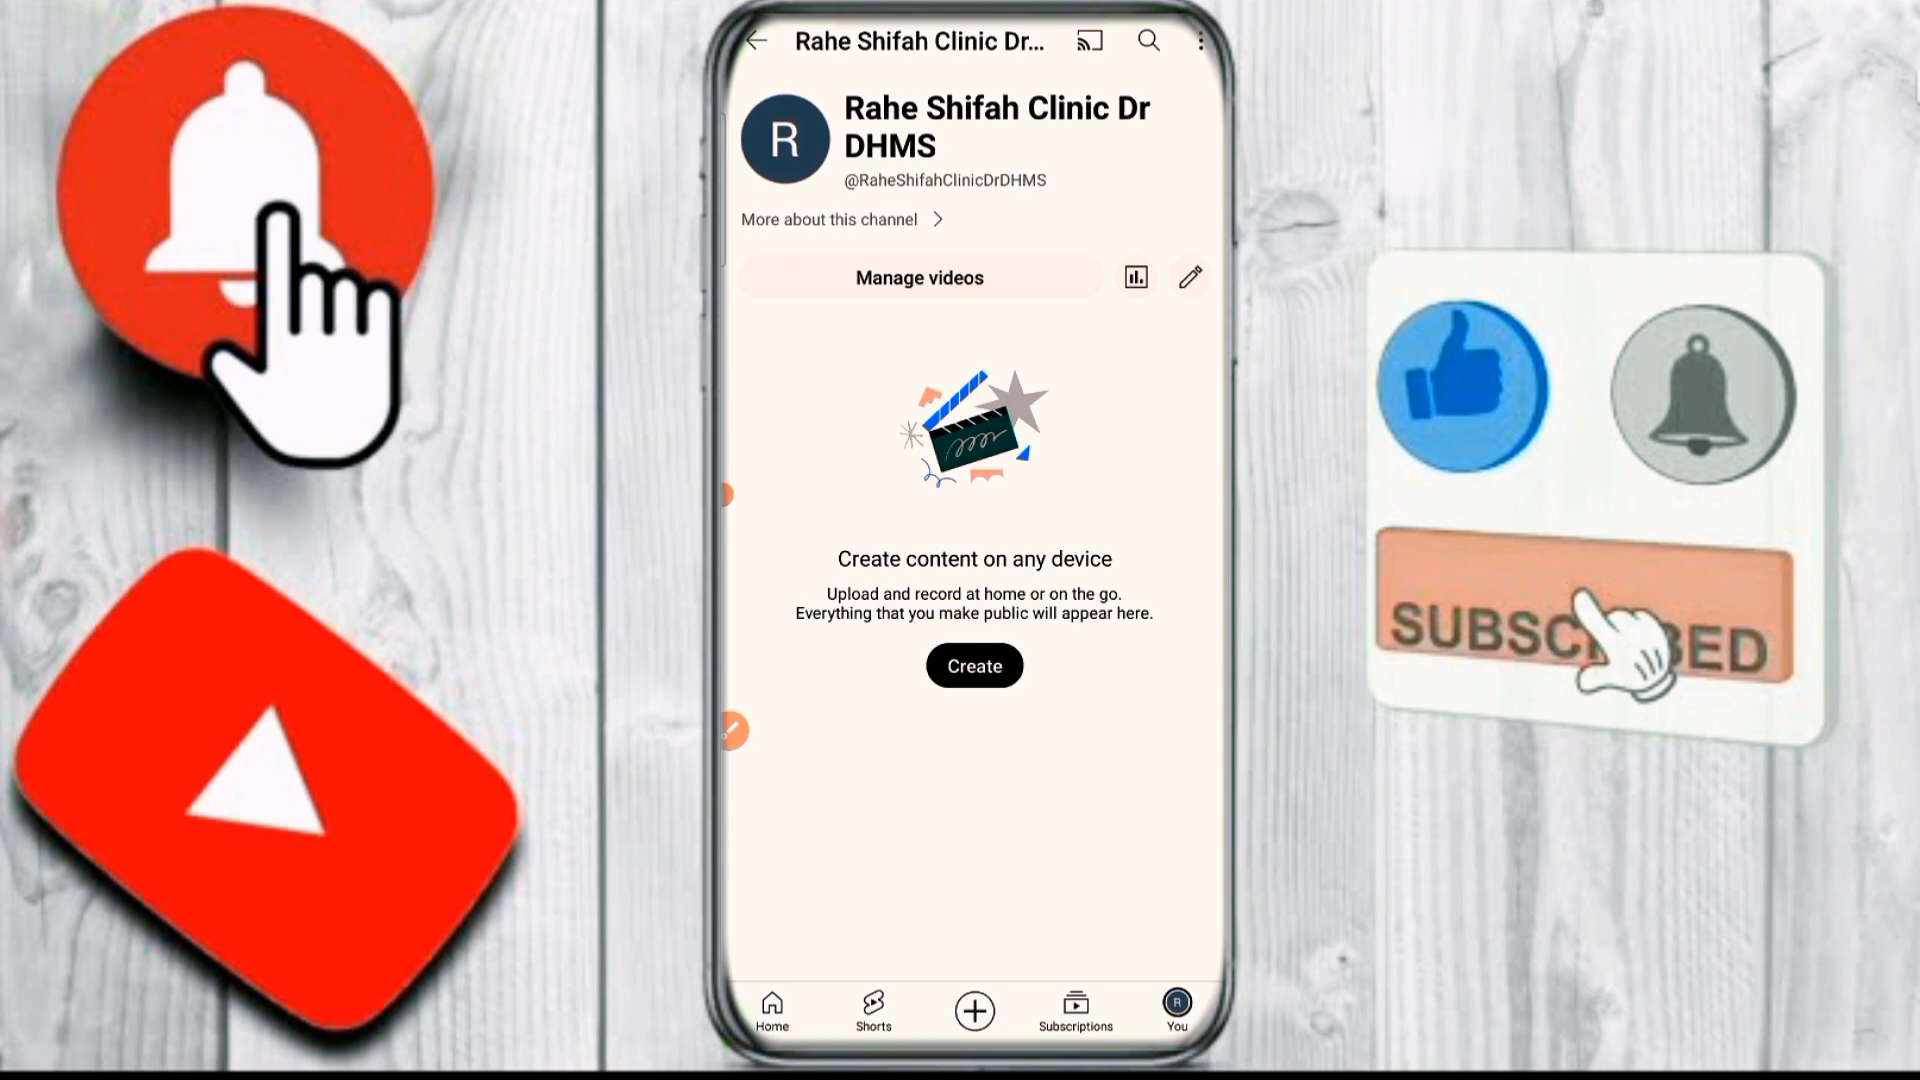 Rahe Shifah Clinic Dr...
R
Rahe Shifah Clinic Dr
DHMS
@RaheShifahClinicDrDHMS
More about this channel
Manage videos
Create content on any device
Upload and record at home or on the go.
Everything that you make public will appear here.
Create
Home
Shorts
Subscriptions
R
You
SUBSCRIBED